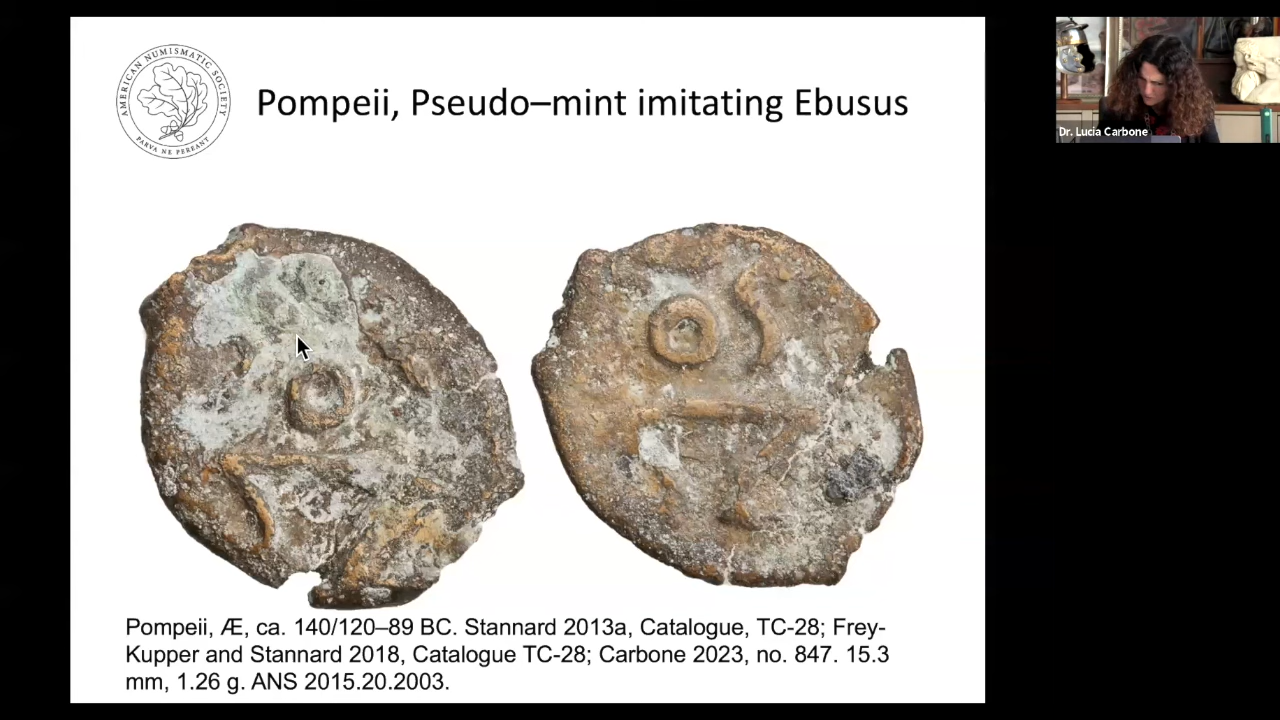 AMERICAN NUMISMATIC SOCIETY
PARVA NE PEREANT
Pompeii, Pseudo–mint imitating Ebusus
Dr. Lucia Carbone
Pompeii, Æ, ca. 140/120–89 BC. Stannard 2013a, Catalogue, TC-28; Frey-
Kupper and Stannard 2018, Catalogue TC-28; Carbone 2023, no. 847. 15.3
mm, 1.26 g. ANS 2015.20.2003.